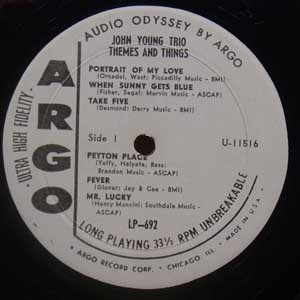 AUDIO ODYSSEY BY ARGO
JOHN YOUNG TRIO
THEMES AND THINGS
ARGO
ULTRA HIGH FIDELITY
PORTRAIT OF MY LOVE
(Ornadel, West: Piccadilly Music - BMI)
WHEN SUNNY GETS BLUE
(Fisher, Segal: Marvin Music - ASCAP)
TAKE FIVE
(Desmond: Derry Music - BMI)
Side 1
U-11516
PEYTON PLACE
Brandon Music - ASCAP)
FEVER
(Glover: Jay & Cee - BMI)
MR. LUCKY
(Henry Mancini: Southdale Music - ASCAP)
LP-692
LONG PLAYING 33⅓ RPM UNBREAKABLE
ARGO RECORD CORP. - CHICAGO, ILL. - Made in U.S.A.